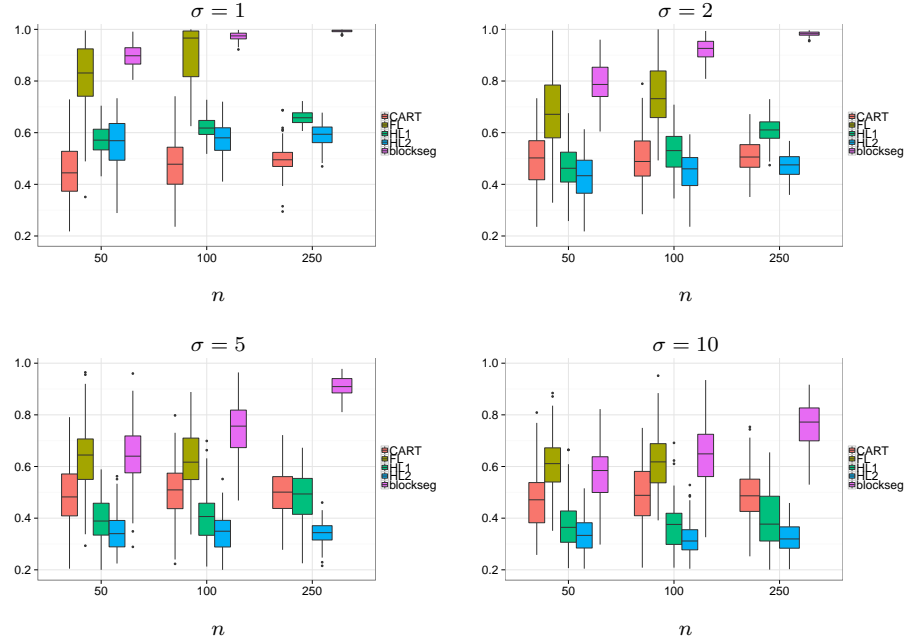 σ = 1
1.0
0.8
0.6
0.4
0.2
50
100
250
n
CART
FL
HL1
HL2
blockseg
σ = 2
1.0
0.8
0.6
0.4
0.2
50
100
250
n
CART
FL
HL1
HL2
blockseg
σ = 5
1.0
0.8
0.6
0.4
0.2
50
100
250
n
CART
FL
HL1
HL2
blockseg
σ = 10
1.0
0.8
0.6
0.4
0.2
50
100
250
n
CART
FL
HL1
HL2
blockseg